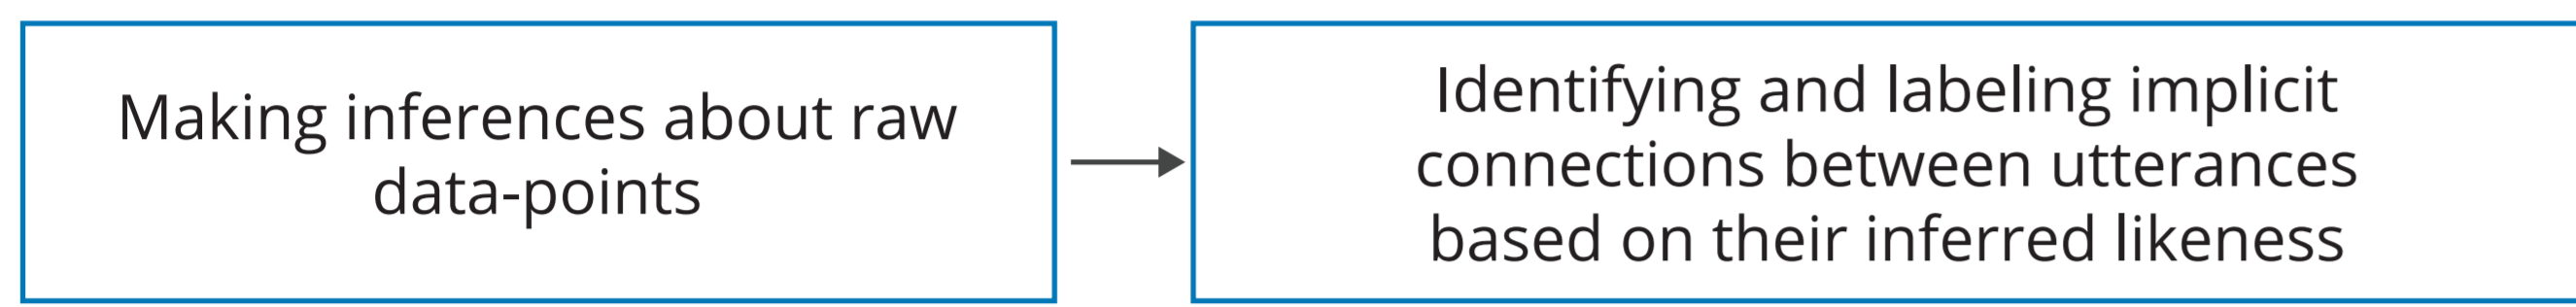 Making inferences about raw
data-points
Identifying and labeling implicit
connections between utterances
based on their inferred likeness